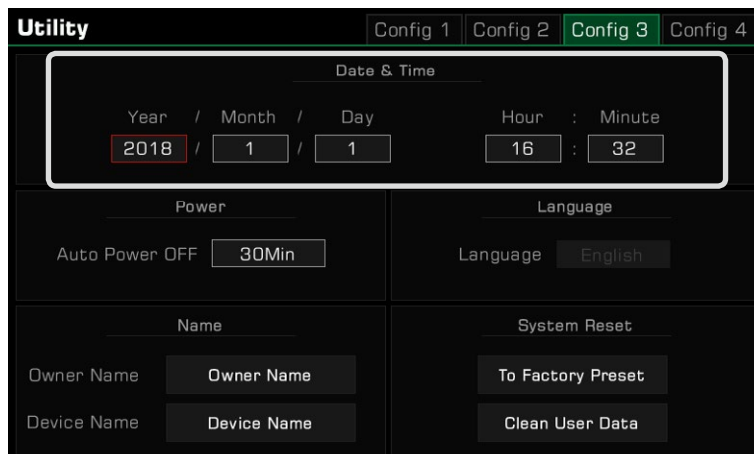 Utility Config 1 Config 2 Config 3 Config 4
Date & Time
Year / Month / Day Hour : Minute
2018 / 1 / 1 16 : 32
Power
Auto Power OFF 30Min
Language
Language English
Name
Owner Name Owner Name
Device Name Device Name
System Reset
To Factory Preset
Clean User Data